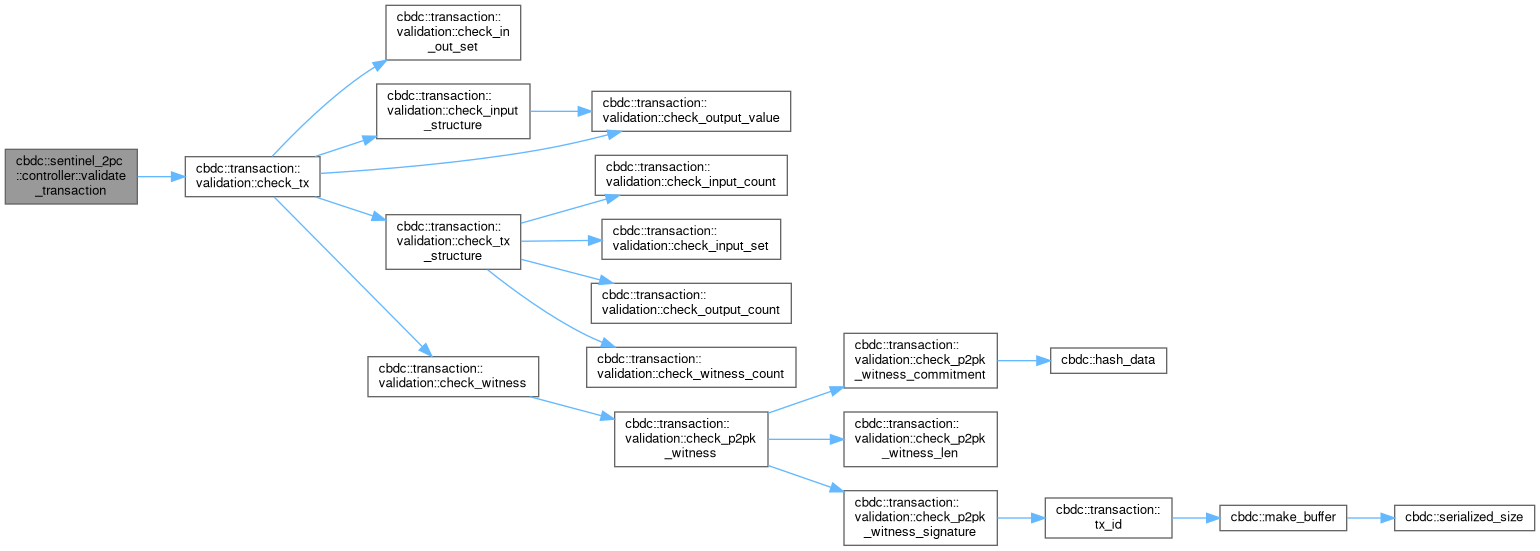 cbdc::sentinel_2pc
::controller::validate
_transaction
cbdc::transaction::
validation::check_tx
cbdc::transaction::
validation::check_in
_out_set
cbdc::transaction::
validation::check_input
_structure
cbdc::transaction::
validation::check_output_value
cbdc::transaction::
validation::check_tx
_structure
cbdc::transaction::
validation::check_input_count
cbdc::transaction::
validation::check_input_set
cbdc::transaction::
validation::check_output_count
cbdc::transaction::
validation::check_witness_count
cbdc::transaction::
validation::check_witness
cbdc::transaction::
validation::check_p2pk
_witness
cbdc::transaction::
validation::check_p2pk
_witness_commitment
cbdc::hash_data
cbdc::transaction::
validation::check_p2pk
_witness_len
cbdc::transaction::
validation::check_p2pk
_witness_signature
cbdc::transaction::
tx_id
cbdc::make_buffer
cbdc::serialized_size